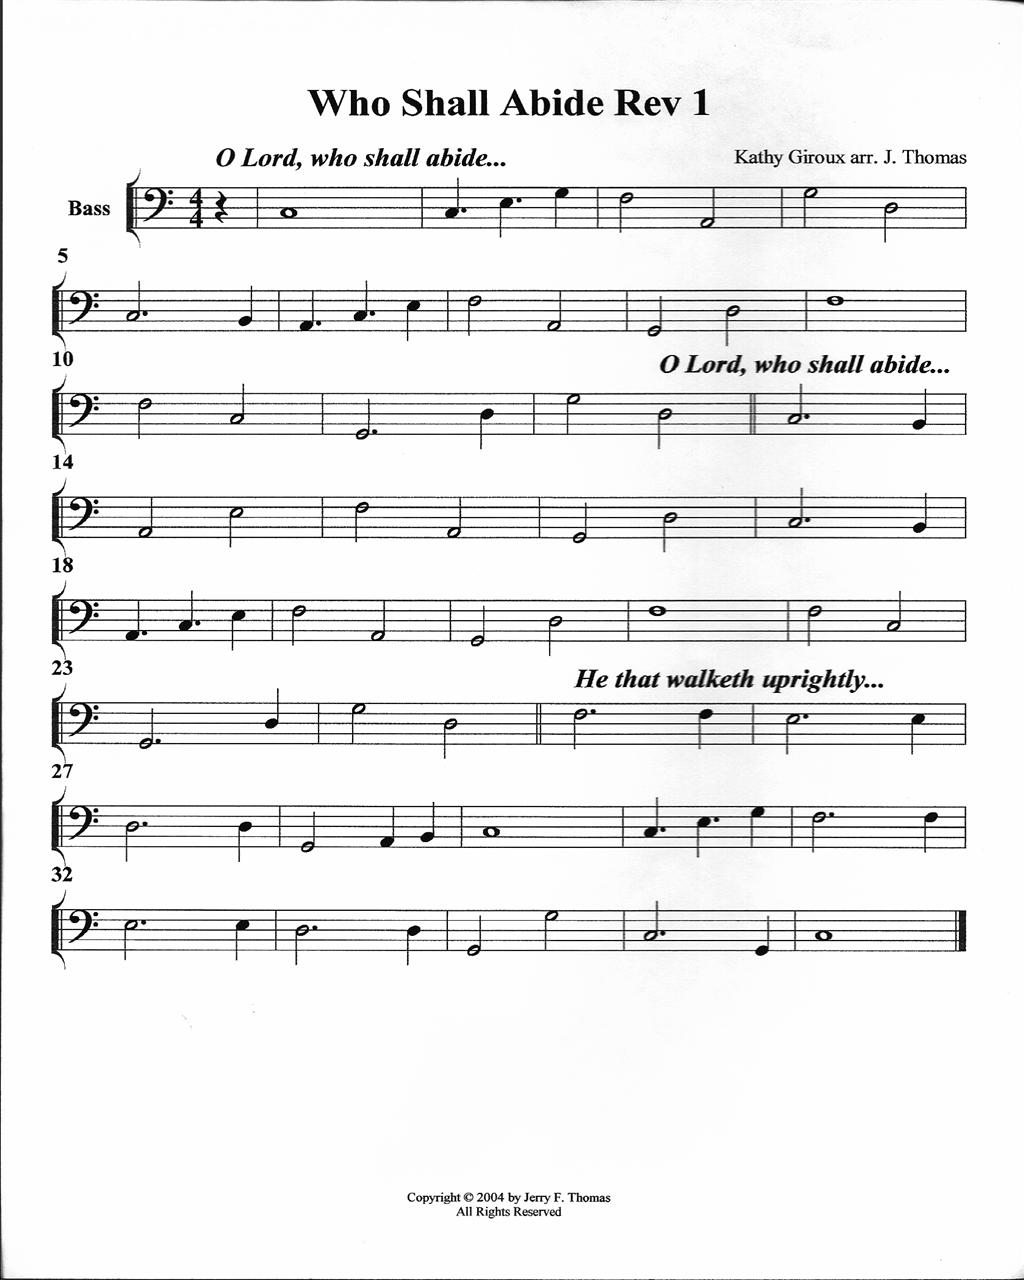 Who Shall Abide Rev 1
O Lord, who shall abide...
Kathy Giroux arr. J. Thomas
Bass
4
4
5
10
O Lord, who shall abide...
14
18
23
He that walketh uprightly...
27
32
Copyright © 2004 by Jerry F. Thomas
All Rights Reserved